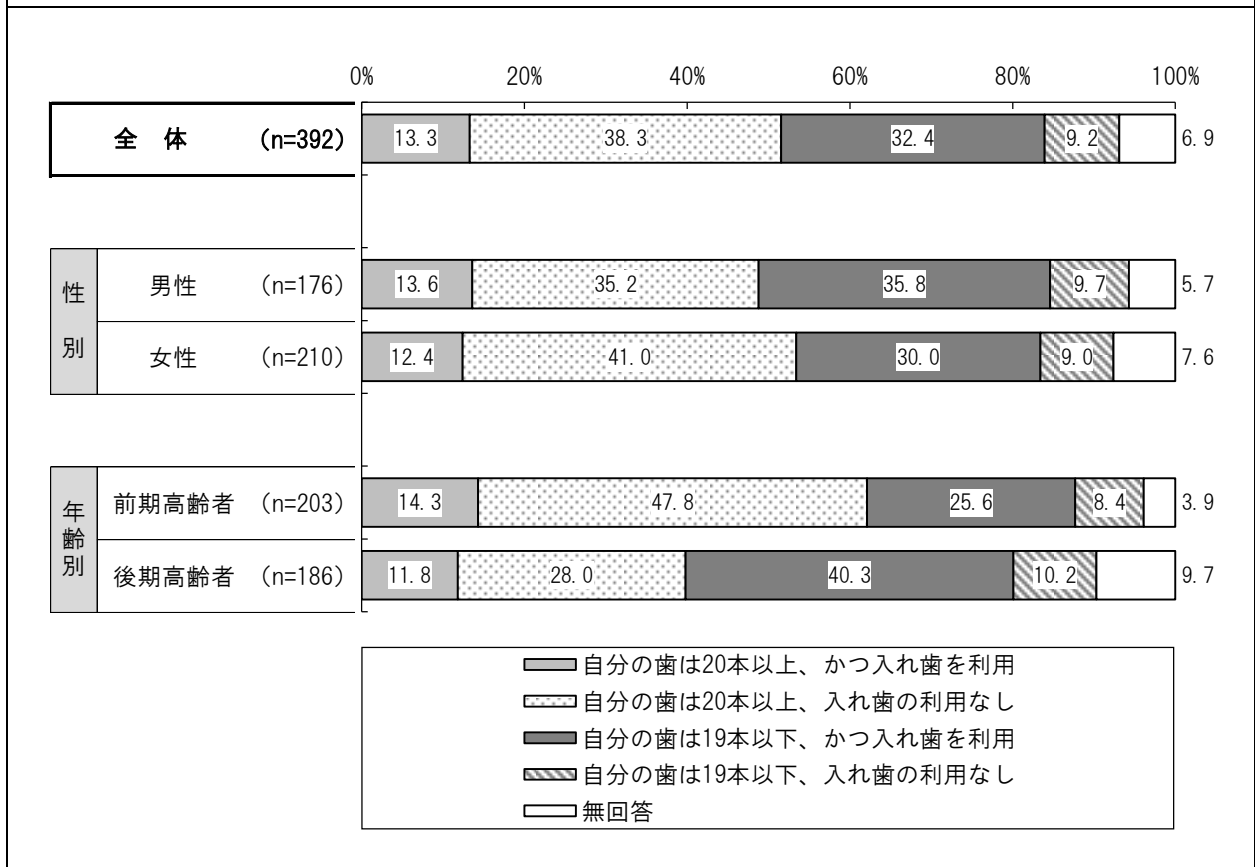 0% 20% 40% 60% 80% 100%
全 体 (n=392) 13.3 38.3 32.4 9.2 6.9
性別
男性 (n=176) 13.6 35.2 35.8 9.7 5.7
女性 (n=210) 12.4 41.0 30.0 9.0 7.6
年齢別
前期高齢者 (n=203) 14.3 47.8 25.6 8.4 3.9
後期高齢者 (n=186) 11.8 28.0 40.3 10.2 9.7
自分の歯は20本以上、かつ入れ歯を利用
自分の歯は20本以上、入れ歯の利用なし
自分の歯は19本以下、かつ入れ歯を利用
自分の歯は19本以下、入れ歯の利用なし
無回答